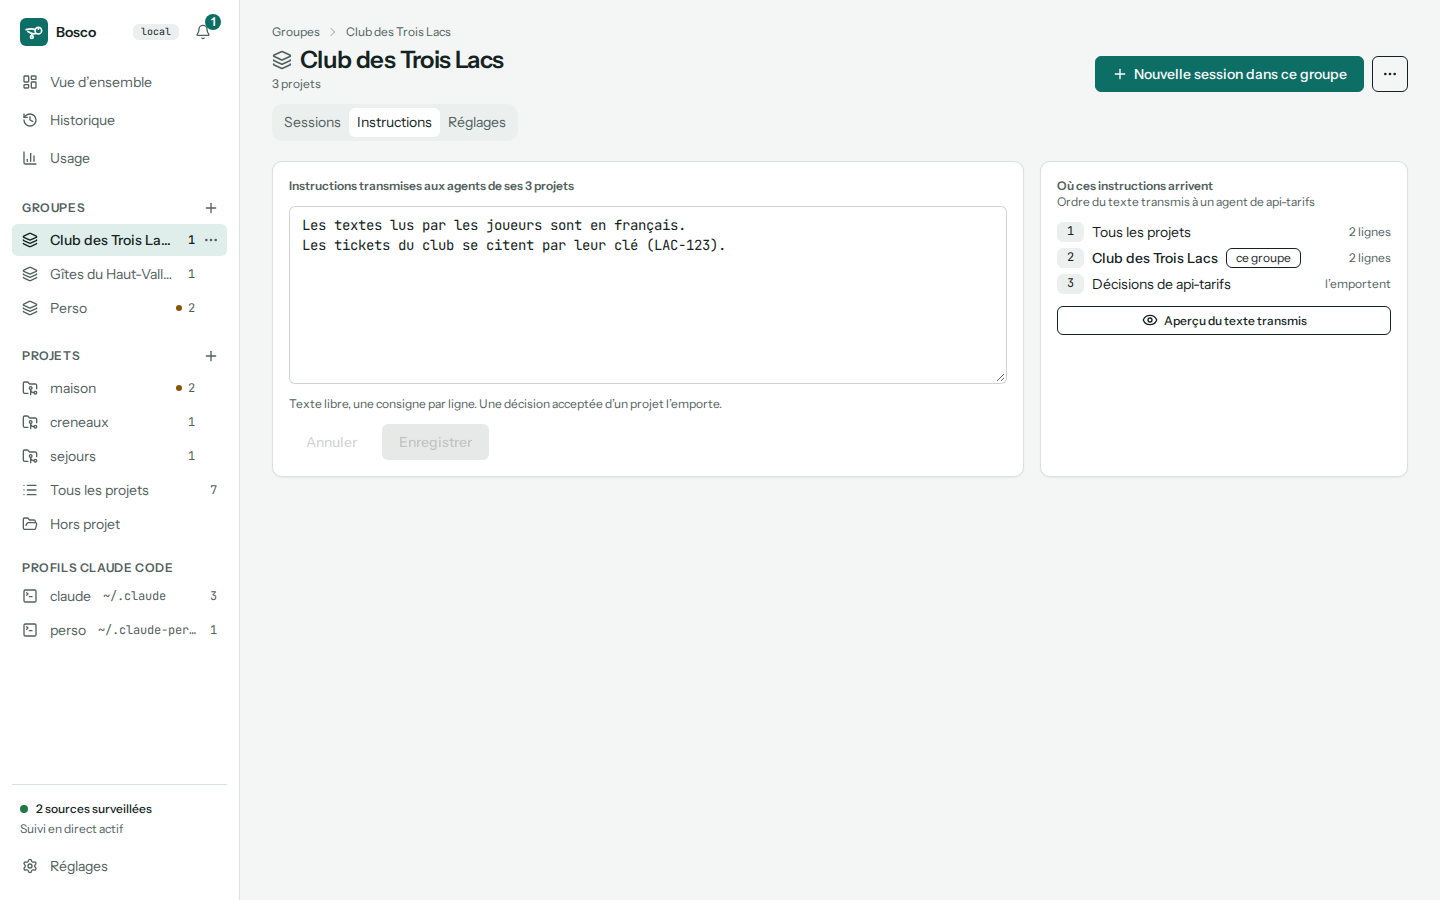 Bosco
local
1
Vue d'ensemble
Historique
Usage
GROUPES
Club des Trois La... 1
Gîtes du Haut-Vall... 1
Perso 2
PROJETS
maison 2
creneaux 1
sejours 1
Tous les projets 7
Hors projet
PROFILS CLAUDE CODE
claude ~/.claude 3
perso ~/.claude-per… 1
2 sources surveillées
Suivi en direct actif
Réglages
Groupes > Club des Trois Lacs
Club des Trois Lacs
3 projets
+ Nouvelle session dans ce groupe
Sessions Instructions Réglages
Instructions transmises aux agents de ses 3 projets
Les textes lus par les joueurs sont en français.
Les tickets du club se citent par leur clé (LAC-123).
Texte libre, une consigne par ligne. Une décision acceptée d'un projet l'emporte.
Annuler Enregistrer
Où ces instructions arrivent
Ordre du texte transmis à un agent de api-tarifs
1 Tous les projets 2 lignes
2 Club des Trois Lacs ce groupe 2 lignes
3 Décisions de api-tarifs l'emportent
Aperçu du texte transmis